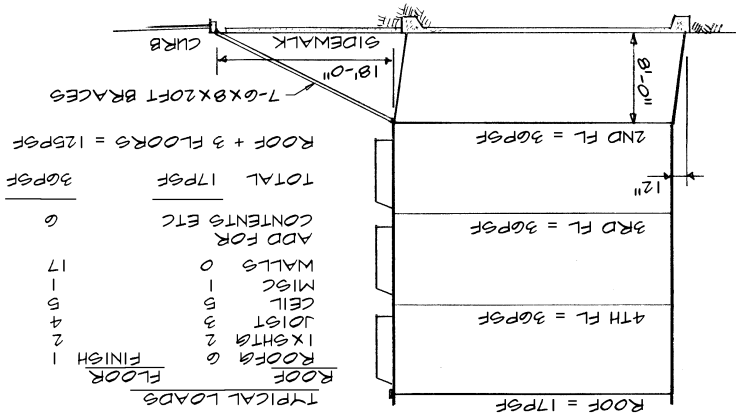 ROOF = 17PSF
4TH FL = 36PSF
3RD FL = 36PSF
2ND FL = 36PSF
12"
8'-0"
TYPICAL LOADS
ROOF FLOOR
ROOFG 6 FINISH 1
1XSHTG 2 2
JOIST 3 4
CEIL 5 5
MISC 1 1
WALLS 0 17
ADD FOR
CONTENTS ETC 6
TOTAL 17PSF 36PSF
ROOF + 3 FLOORS = 125PSF
7-6X8X20FT BRACES
18'-0"
SIDEWALK
CURB